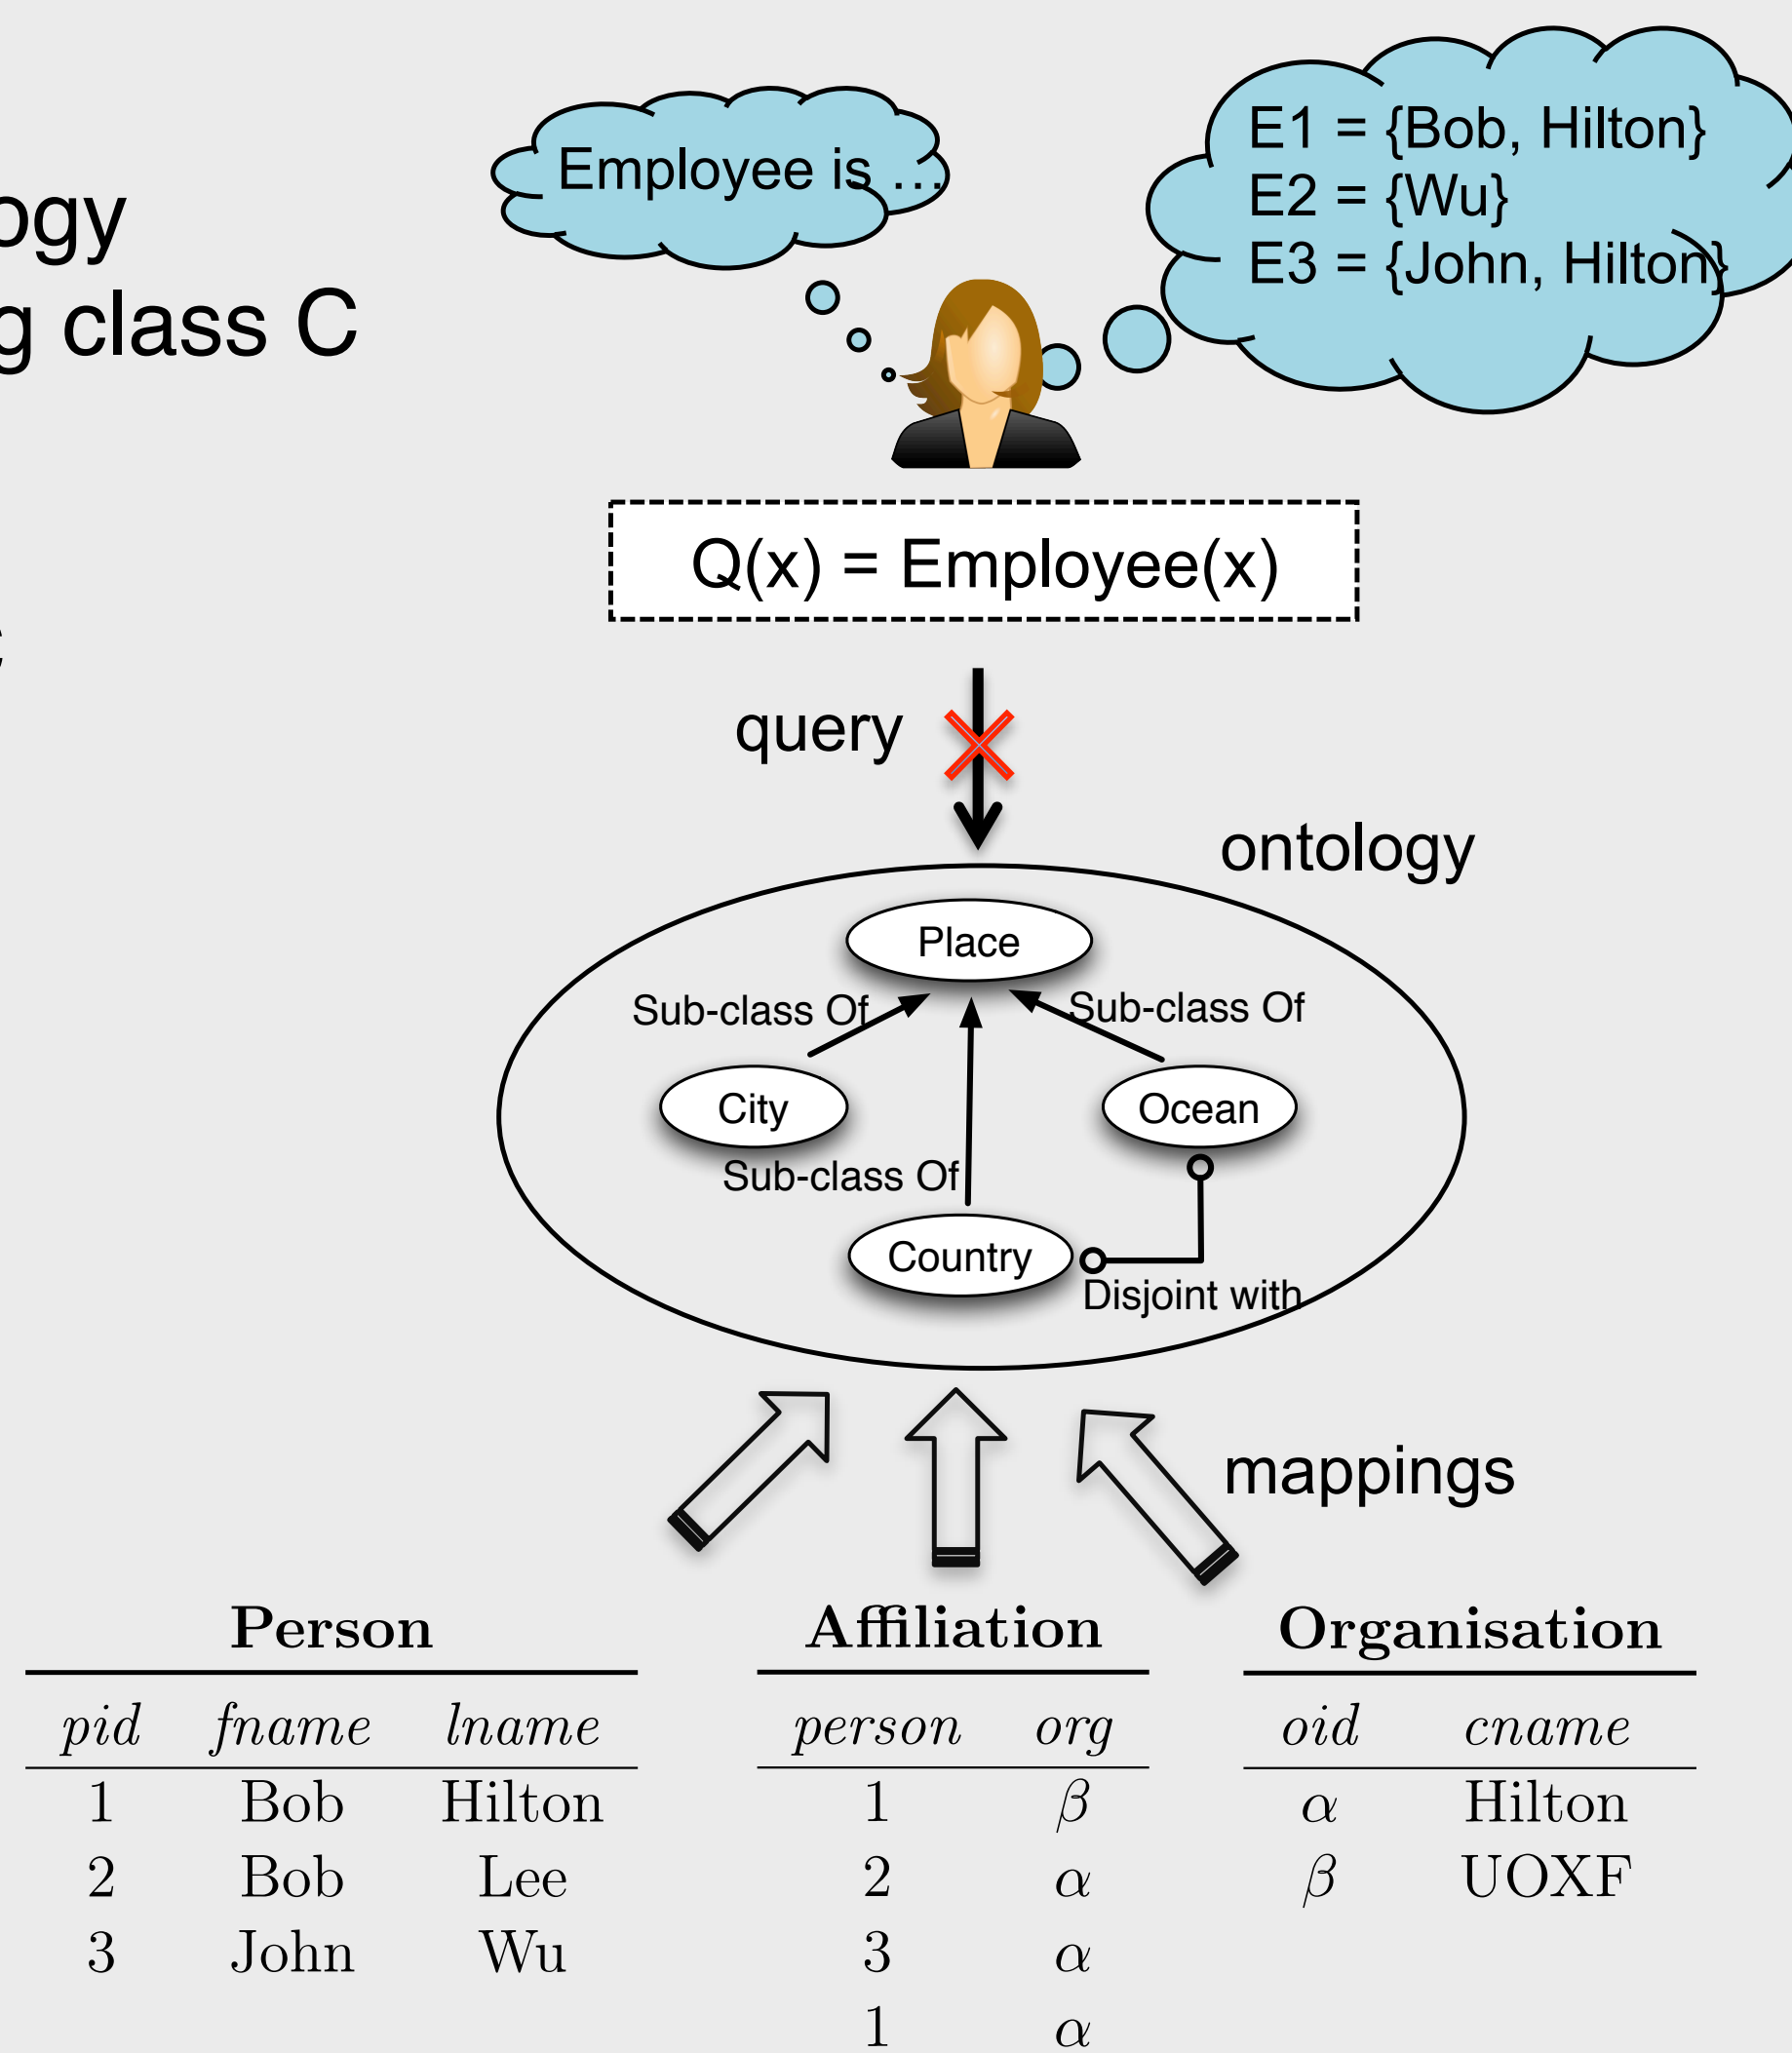 ogy
g class C
Employee is ...
E1 = {Bob, Hilton}
E2 = {Wu}
E3 = {John, Hilton}
Q(x) = Employee(x)
query
ontology
Place
Sub-class Of
Sub-class Of
City
Ocean
Sub-class Of
Country
Disjoint with
mappings
Person
pid fname lname
1 Bob Hilton
2 Bob Lee
3 John Wu
Affiliation
person org
1 β
2 α
3 α
1 α
Organisation
oid cname
α Hilton
β UOXF